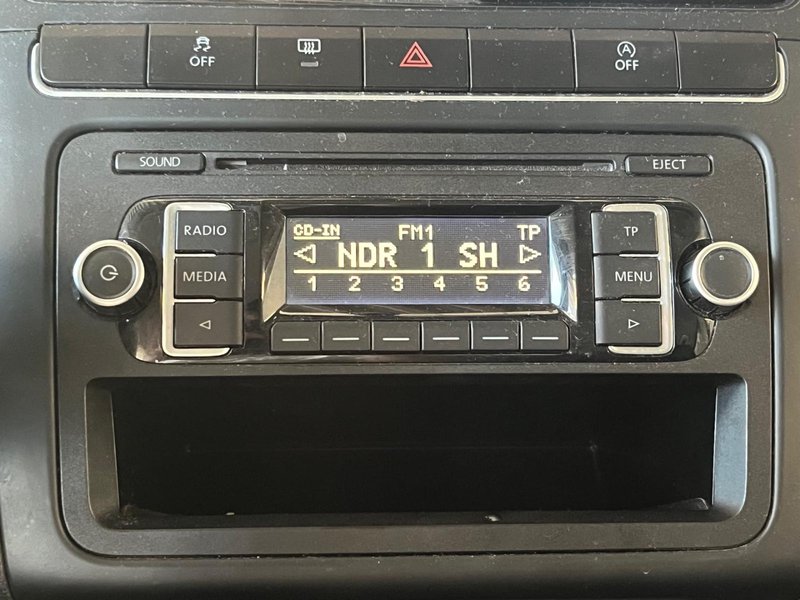 OFF
A
OFF
SOUND
EJECT
RADIO
MEDIA
CD-IN FM1 TP
NDR 1 SH
1 2 3 4 5 6
TP
MENU